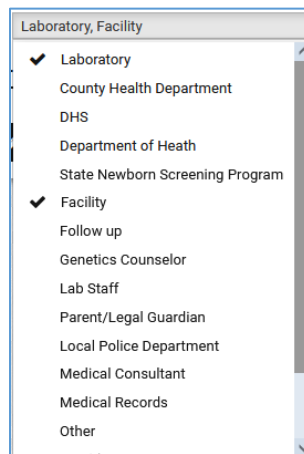 Laboratory, Facility
Laboratory
County Health Department
DHS
Department of Heath
State Newborn Screening Program
Facility
Follow up
Genetics Counselor
Lab Staff
Parent/Legal Guardian
Local Police Department
Medical Consultant
Medical Records
Other